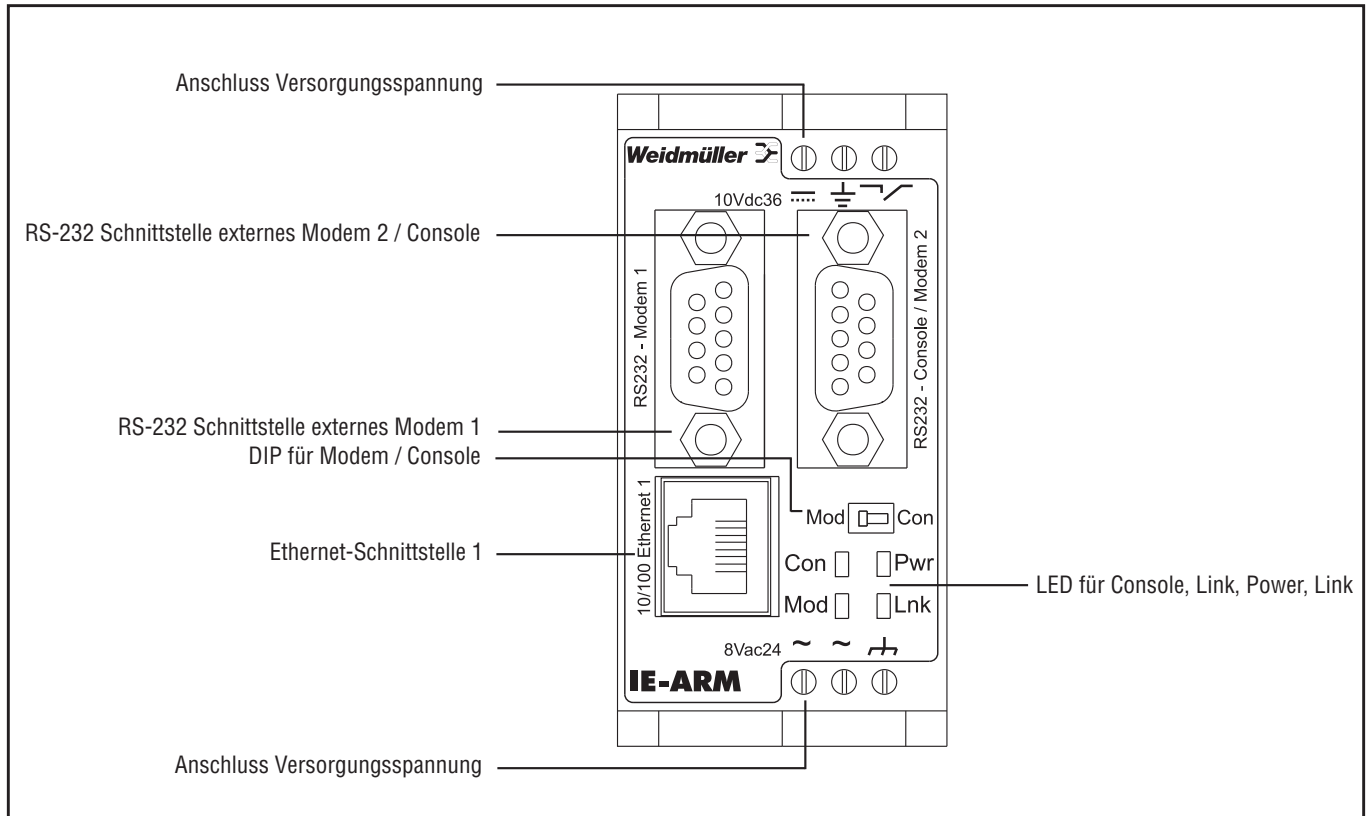 Anschluss Versorgungsspannung
Weidmüller
10Vdc36
RS-232 Schnittstelle externes Modem 2 / Console
RS232 - Modem 1
RS232 - Console / Modem 2
RS-232 Schnittstelle externes Modem 1
DIP für Modem / Console
Mod Con
Ethernet-Schnittstelle 1
10/100 Ethernet 1
Con Pwr
LED für Console, Link, Power, Link
Mod Lnk
8Vac24 ~ ~
IE-ARM
Anschluss Versorgungsspannung